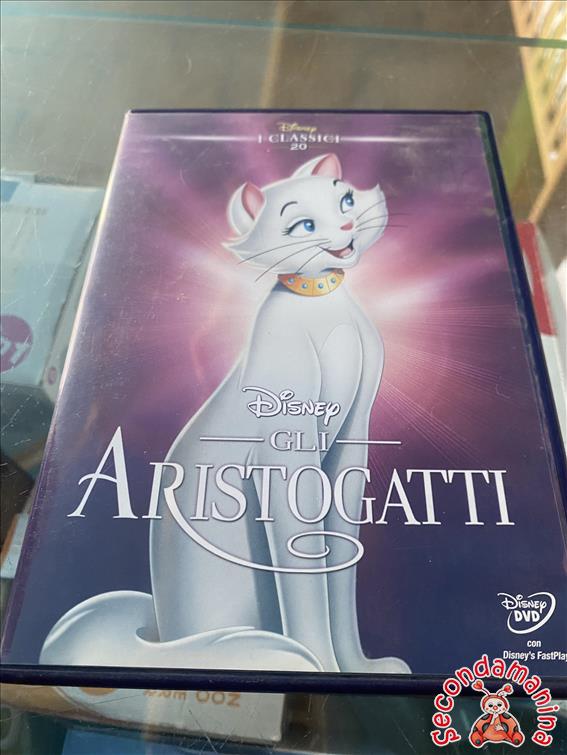 Disney
I CLASSICI
20
Disney
GLI
ARISTOGATTI
Disney
DVD
con
Disney's FastPlay
Secondamanina